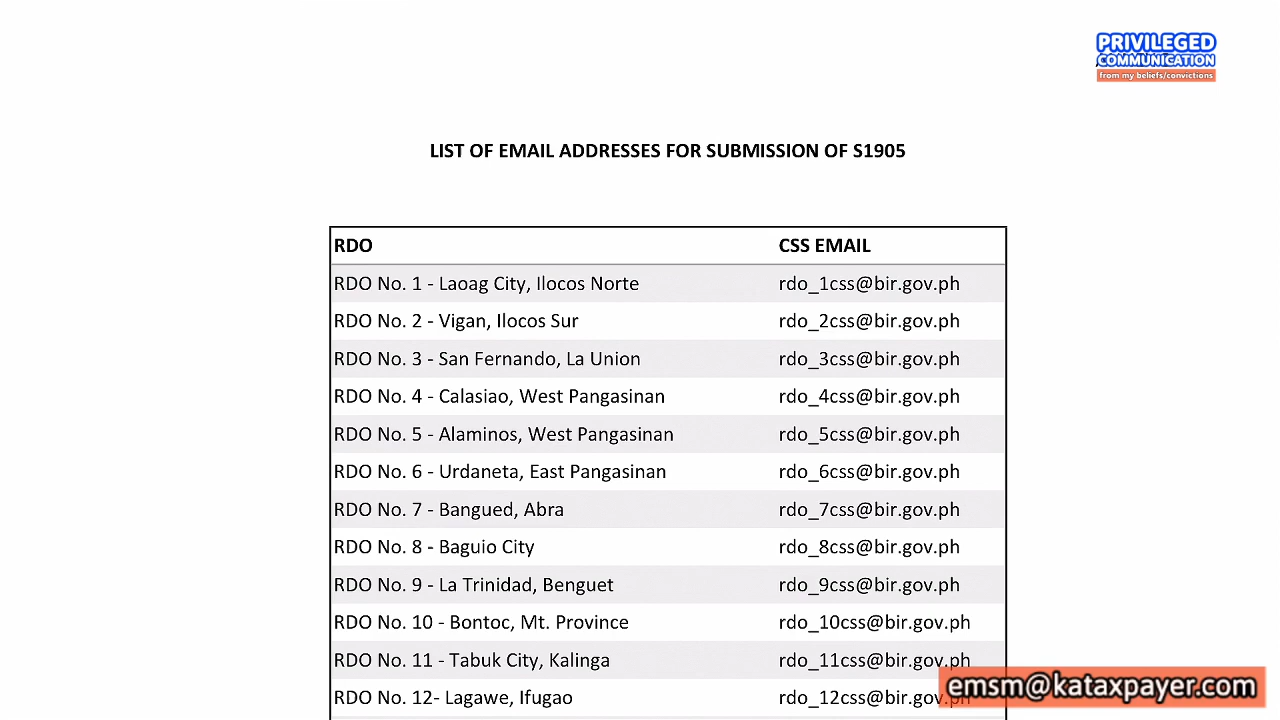 PRIVILEGED
COMMUNICATION
from my beliefs/convictions
LIST OF EMAIL ADDRESSES FOR SUBMISSION OF S1905
RDO CSS EMAIL
RDO No. 1 - Laoag City, Ilocos Norte rdo_1css@bir.gov.ph
RDO No. 2 - Vigan, Ilocos Sur rdo_2css@bir.gov.ph
RDO No. 3 - San Fernando, La Union rdo_3css@bir.gov.ph
RDO No. 4 - Calasiao, West Pangasinan rdo_4css@bir.gov.ph
RDO No. 5 - Alaminos, West Pangasinan rdo_5css@bir.gov.ph
RDO No. 6 - Urdaneta, East Pangasinan rdo_6css@bir.gov.ph
RDO No. 7 - Bangued, Abra rdo_7css@bir.gov.ph
RDO No. 8 - Baguio City rdo_8css@bir.gov.ph
RDO No. 9 - La Trinidad, Benguet rdo_9css@bir.gov.ph
RDO No. 10 - Bontoc, Mt. Province rdo_10css@bir.gov.ph
RDO No. 11 - Tabuk City, Kalinga rdo_11css@bir.gov.ph
RDO No. 12- Lagawe, Ifugao rdo_12css@bir.gov.ph
emsm@kataxpayer.com